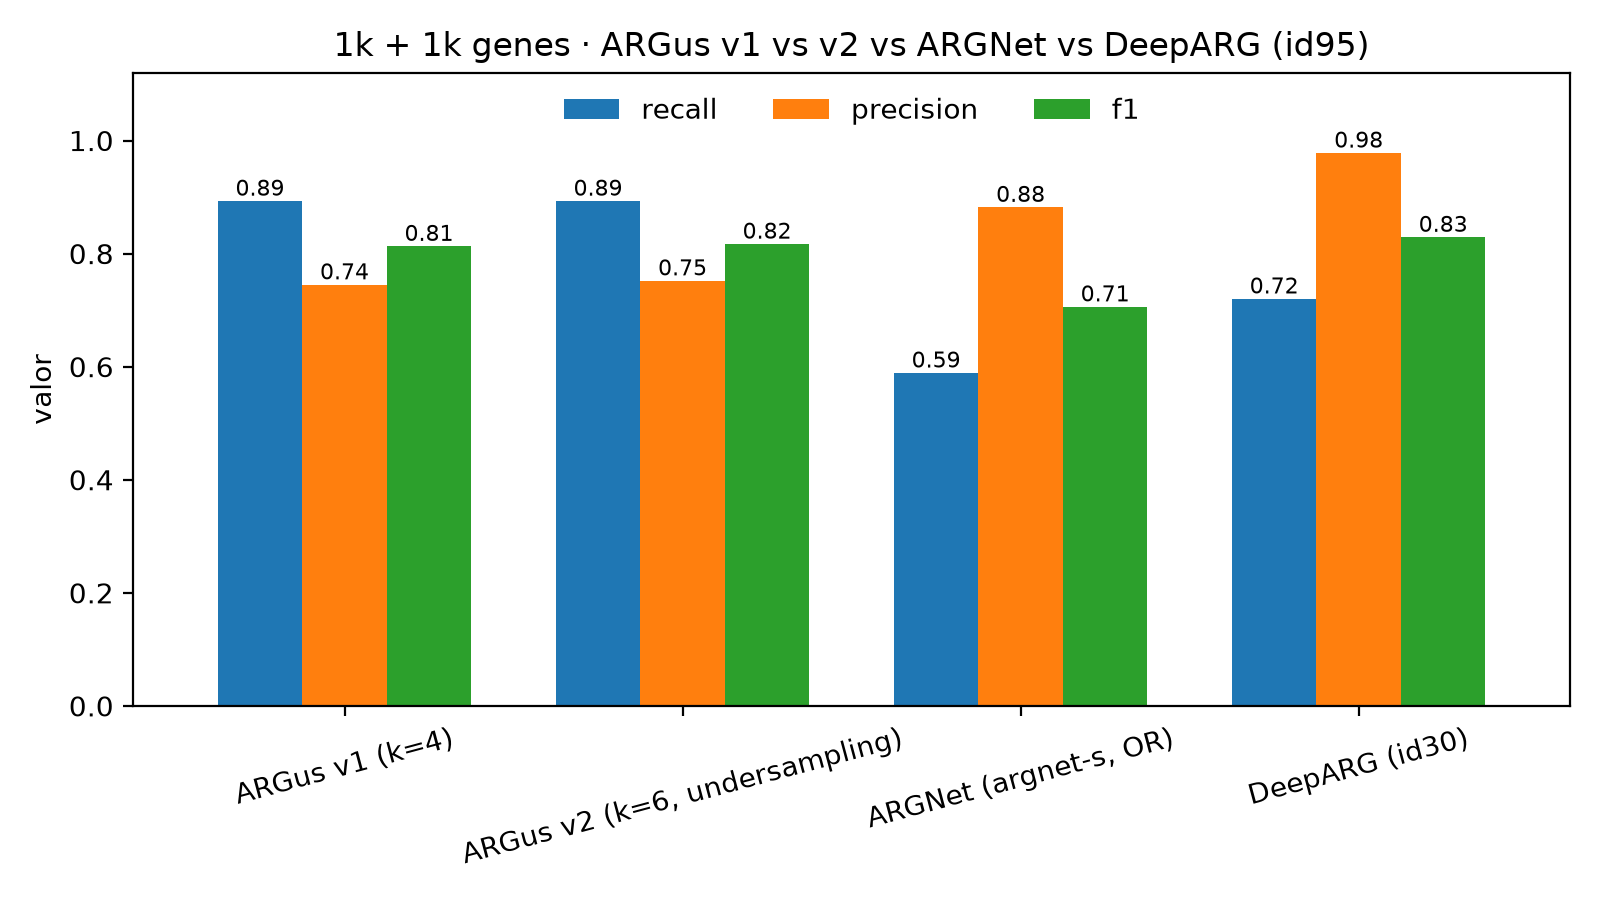 1k + 1k genes · ARGus v1 vs v2 vs ARGNet vs DeepARG (id95)
recall precision f1
valor
1.0
0.8
0.6
0.4
0.2
0.0
0.89 0.74 0.81
0.89 0.75 0.82
0.59 0.88 0.71
0.72 0.98 0.83
ARGus v1 (k=4)
ARGus v2 (k=6, undersampling)
ARGNet (argnet-s, OR)
DeepARG (id30)